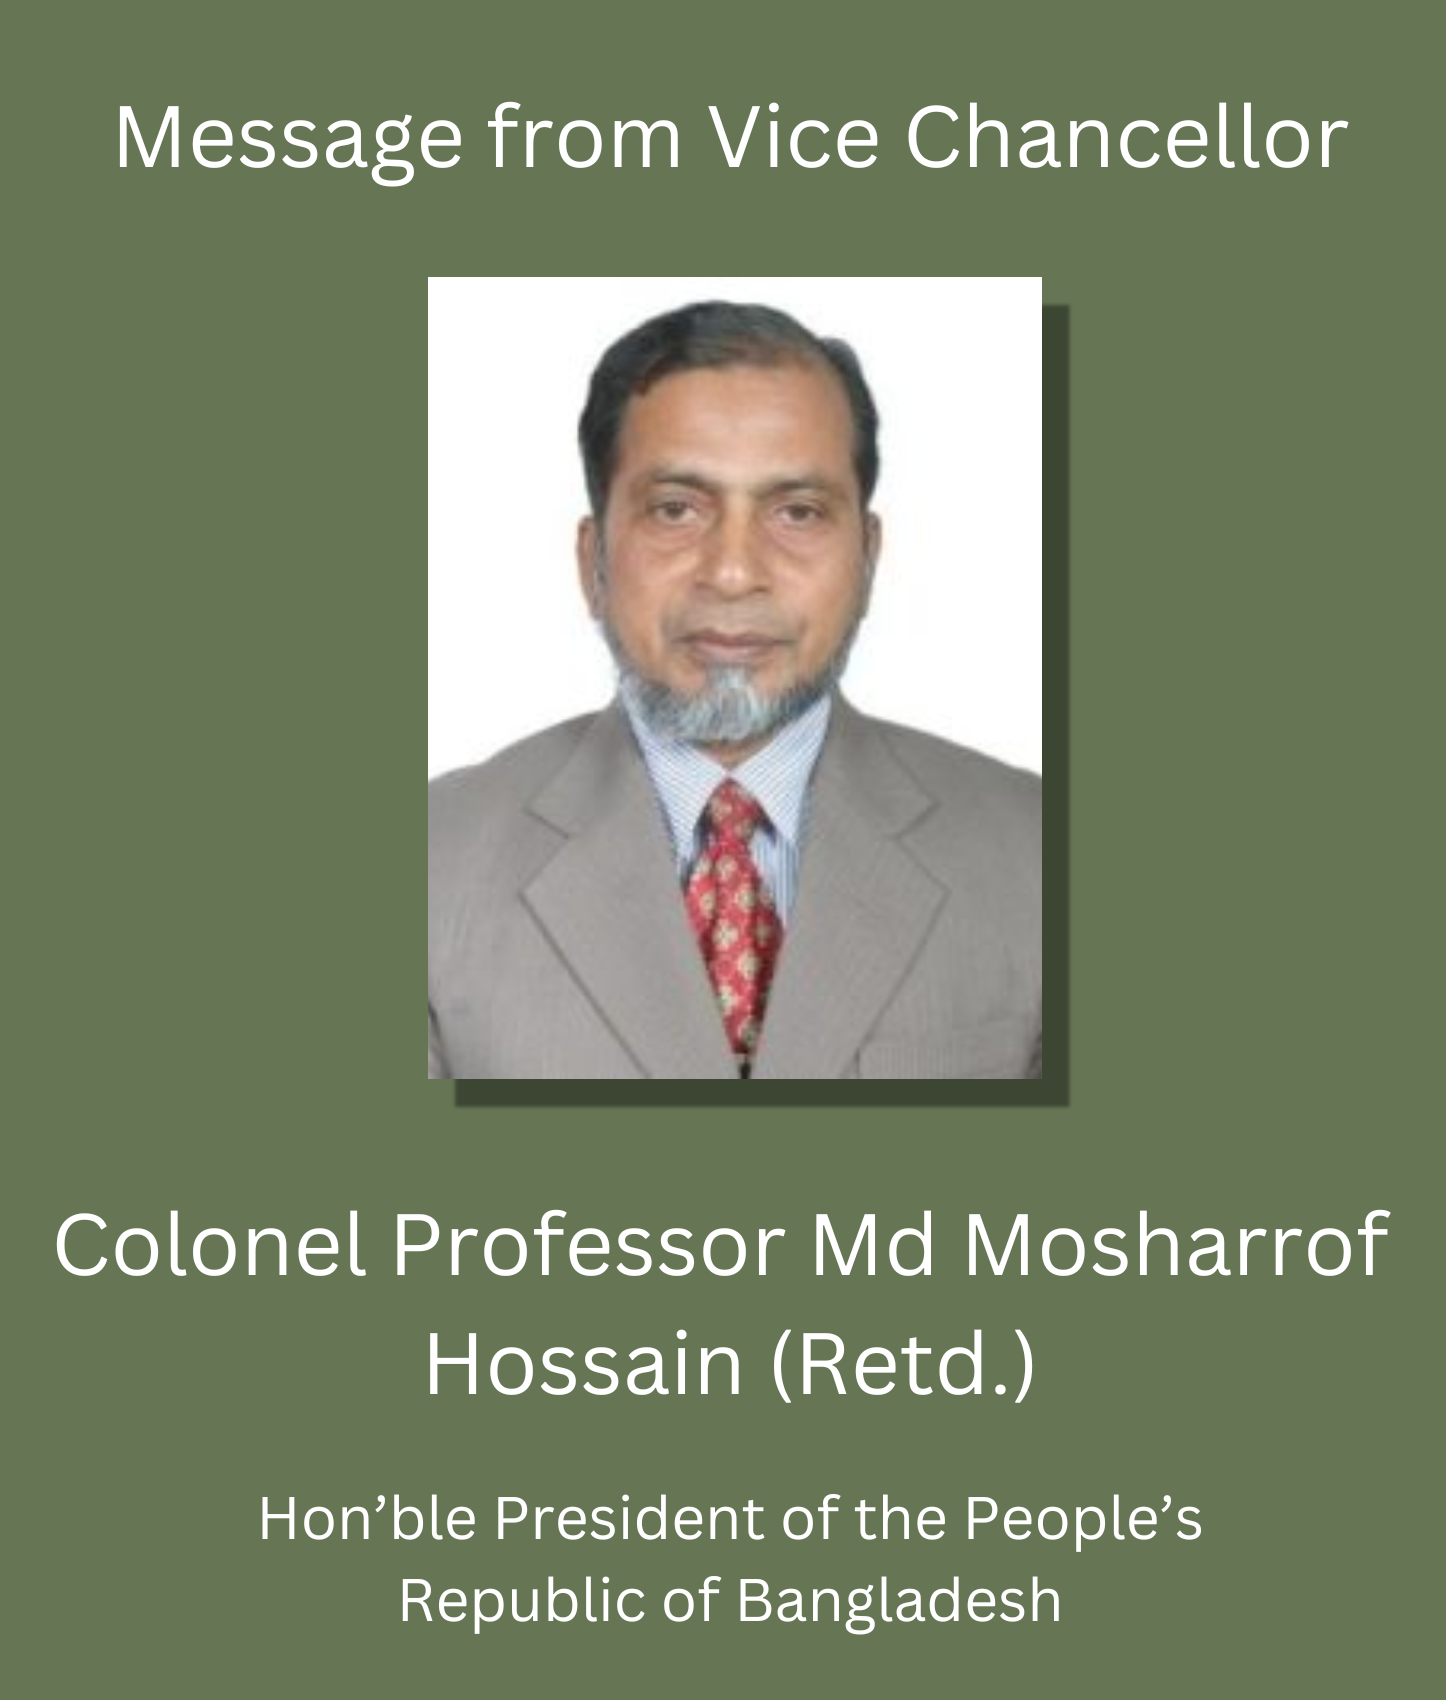 Message from Vice Chancellor
Colonel Professor Md Mosharrof
Hossain (Retd.)
Hon’ble President of the People’s
Republic of Bangladesh